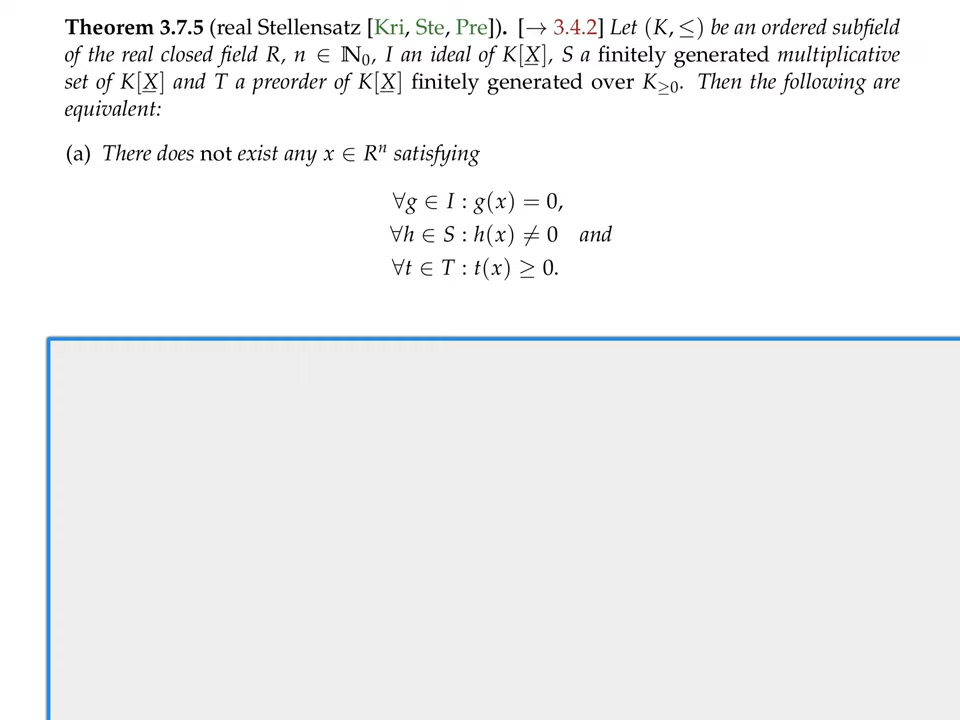 Theorem 3.7.5 (real Stellensatz [Kri, Ste, Pre]). [→ 3.4.2] Let (K, ≤) be an ordered subfield
of the real closed field R, n ∈ ℕ₀, I an ideal of K[X̲], S a finitely generated multiplicative
set of K[X̲] and T a preorder of K[X̲] finitely generated over K≥₀. Then the following are
equivalent:
(a) There does not exist any x ∈ Rⁿ satisfying
∀g ∈ I : g(x) = 0,
∀h ∈ S : h(x) ≠ 0 and
∀t ∈ T : t(x) ≥ 0.